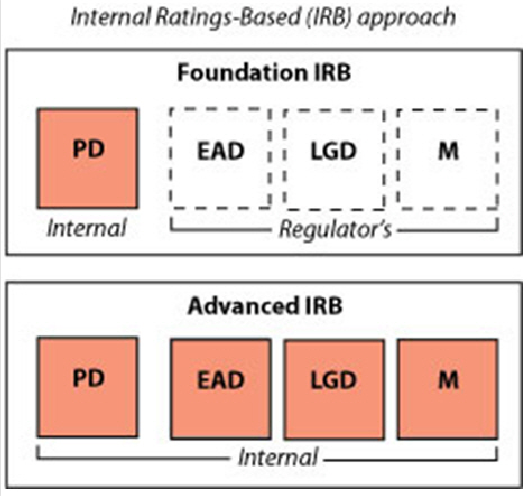 Internal Ratings-Based (IRB) approach
Foundation IRB
PD EAD LGD M
Internal Regulator's
Advanced IRB
PD EAD LGD M
Internal